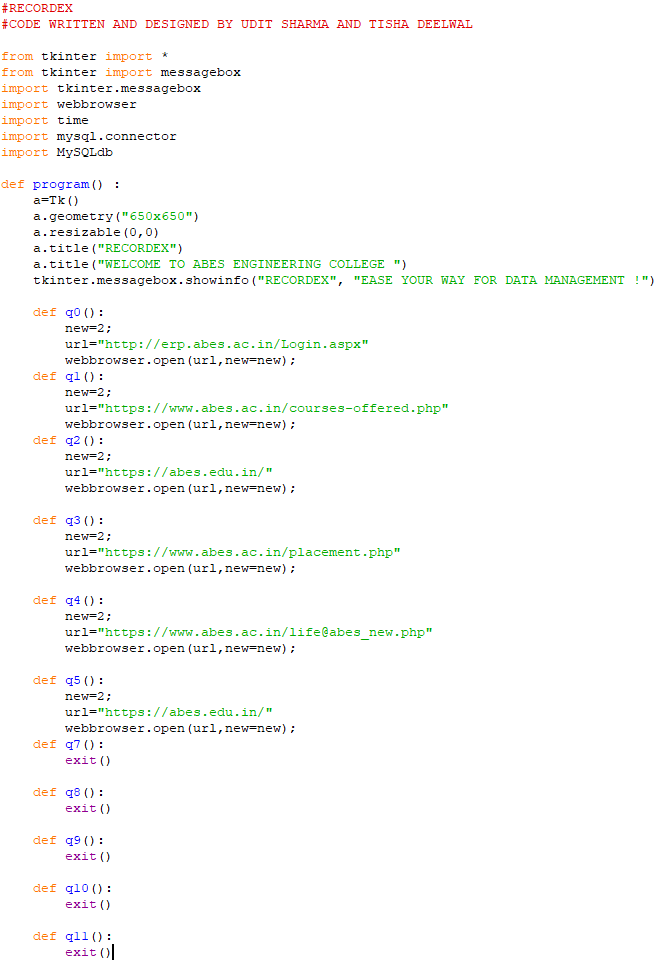 #RECORDEX
#CODE WRITTEN AND DESIGNED BY UDIT SHARMA AND TISHA DEELWAL

from tkinter import *
from tkinter import messagebox
import tkinter.messagebox
import webbrowser
import time
import mysql.connector
import MySQLdb

def program() :
    a=Tk()
    a.geometry("650x650")
    a.resizable(0,0)
    a.title("RECORDEX")
    a.title("WELCOME TO ABES ENGINEERING COLLEGE ")
    tkinter.messagebox.showinfo("RECORDEX", "EASE YOUR WAY FOR DATA MANAGEMENT !")

    def q0():
        new=2;
        url="http://erp.abes.ac.in/Login.aspx"
        webbrowser.open(url,new=new);
    def q1():
        new=2;
        url="https://www.abes.ac.in/courses-offered.php"
        webbrowser.open(url,new=new);
    def q2():
        new=2;
        url="https://abes.edu.in/"
        webbrowser.open(url,new=new);

    def q3():
        new=2;
        url="https://www.abes.ac.in/placement.php"
        webbrowser.open(url,new=new);

    def q4():
        new=2;
        url="https://www.abes.ac.in/life@abes_new.php"
        webbrowser.open(url,new=new);

    def q5():
        new=2;
        url="https://abes.edu.in/"
        webbrowser.open(url,new=new);
    def q7():
        exit()

    def q8():
        exit()

    def q9():
        exit()

    def q10():
        exit()

    def q11():
        exit()